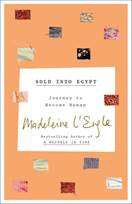 SOLD INTO EGYPT
Journey to
Become Human
Madeleine L'Engle
Bestselling Author of
A WRINKLE IN TIME